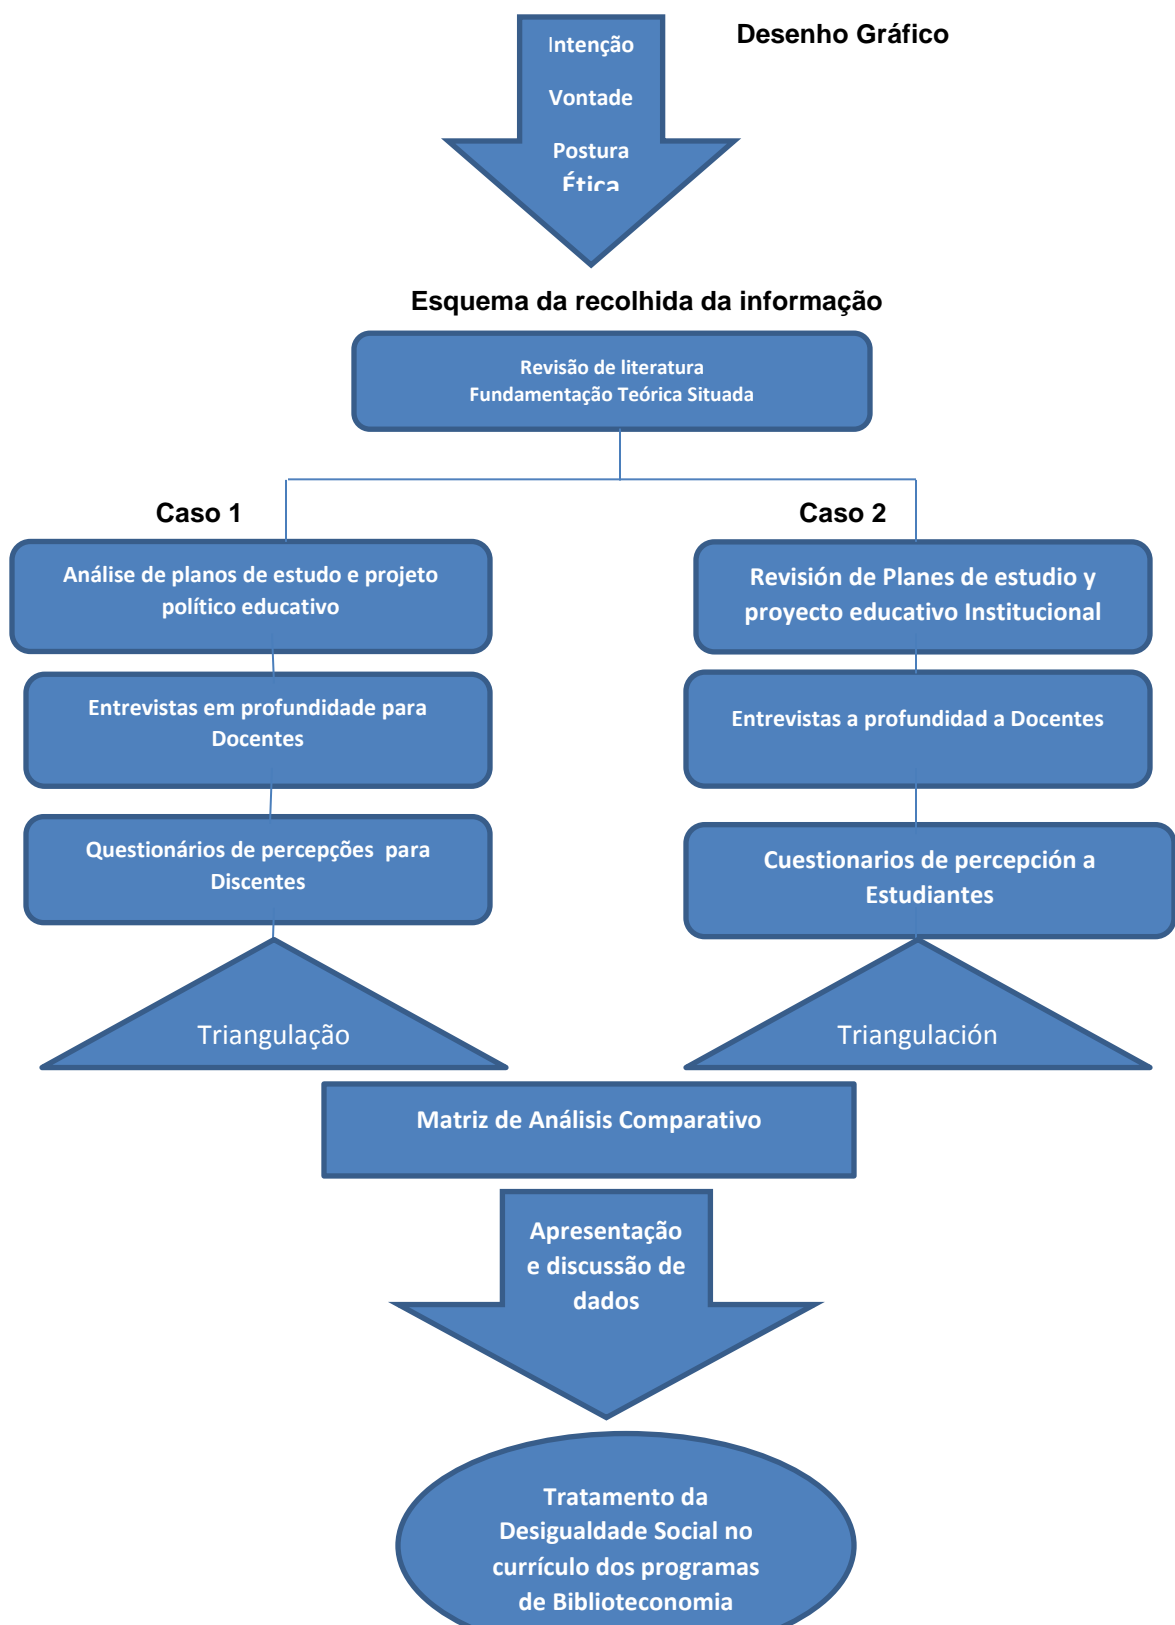 Desenho Gráfico
Intenção
Vontade
Postura
Ética
Esquema da recolhida da informação
Revisão de literatura
Fundamentação Teórica Situada
Caso 1
Caso 2
Análise de planos de estudo e projeto
político educativo
Revisión de Planes de estudio y
proyecto educativo Institucional
Entrevistas em profundidade para
Docentes
Entrevistas a profundidad a Docentes
Questionários de percepções para
Discentes
Cuestionarios de percepción a
Estudiantes
Triangulação
Triangulación
Matriz de Análisis Comparativo
Apresentação
e discussão de
dados
Tratamento da
Desigualdade Social no
currículo dos programas
de Biblioteconomia